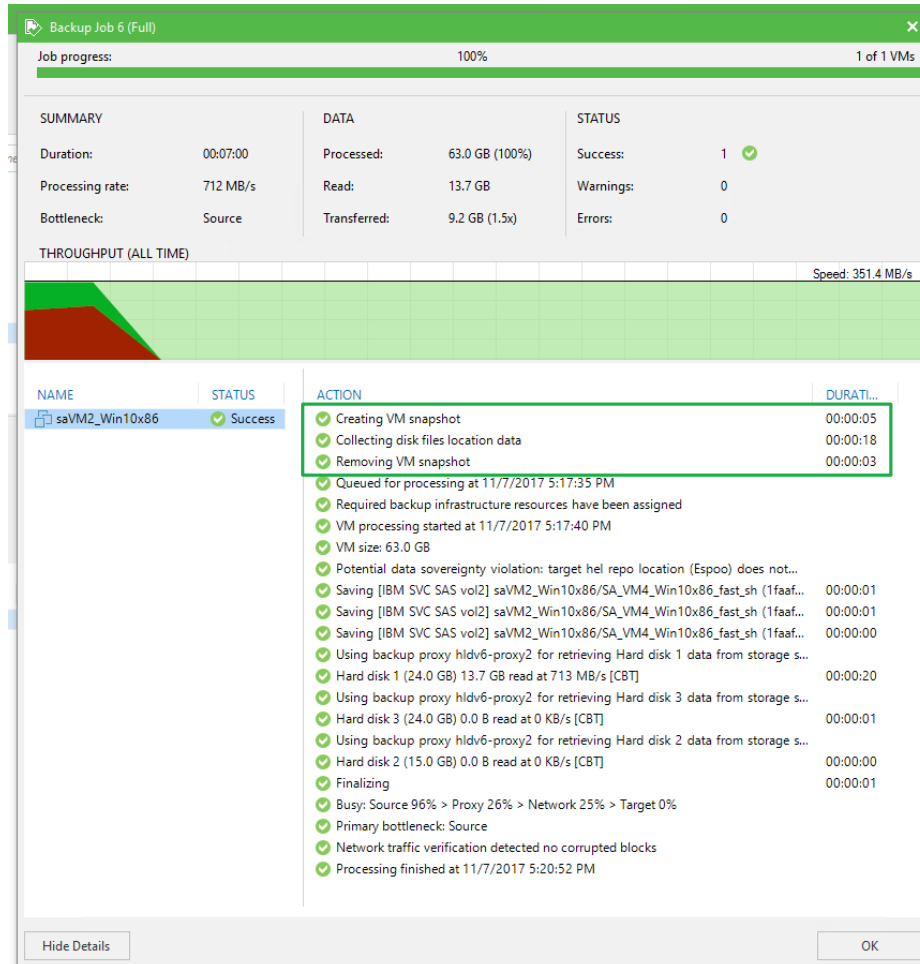 Backup Job 6 (Full)
Job progress: 100% 1 of 1 VMs
SUMMARY DATA STATUS
Duration: 00:07:00 Processed: 63.0 GB (100%) Success: 1
Processing rate: 712 MB/s Read: 13.7 GB Warnings: 0
Bottleneck: Source Transferred: 9.2 GB (1.5x) Errors: 0
THROUGHPUT (ALL TIME)
Speed: 351.4 MB/s
NAME STATUS ACTION DURATI...
saVM2_Win10x86 Success Creating VM snapshot 00:00:05
Collecting disk files location data 00:00:18
Removing VM snapshot 00:00:03
Queued for processing at 11/7/2017 5:17:35 PM
Required backup infrastructure resources have been assigned
VM processing started at 11/7/2017 5:17:40 PM
VM size: 63.0 GB
Potential data sovereignty violation: target hel repo location (Espoo) does not...
Saving [IBM SVC SAS vol2] saVM2_Win10x86/SA_VM4_Win10x86_fast_sh (1faaf... 00:00:01
Saving [IBM SVC SAS vol2] saVM2_Win10x86/SA_VM4_Win10x86_fast_sh (1faaf... 00:00:01
Saving [IBM SVC SAS vol2] saVM2_Win10x86/SA_VM4_Win10x86_fast_sh (1faaf... 00:00:00
Using backup proxy hldv6-proxy2 for retrieving Hard disk 1 data from storage s...
Hard disk 1 (24.0 GB) 13.7 GB read at 713 MB/s [CBT] 00:00:20
Using backup proxy hldv6-proxy2 for retrieving Hard disk 3 data from storage s...
Hard disk 3 (24.0 GB) 0.0 B read at 0 KB/s [CBT] 00:00:01
Using backup proxy hldv6-proxy2 for retrieving Hard disk 2 data from storage s...
Hard disk 2 (15.0 GB) 0.0 B read at 0 KB/s [CBT] 00:00:00
Finalizing 00:00:01
Busy: Source 96% > Proxy 26% > Network 25% > Target 0%
Primary bottleneck: Source
Network traffic verification detected no corrupted blocks
Processing finished at 11/7/2017 5:20:52 PM
Hide Details OK